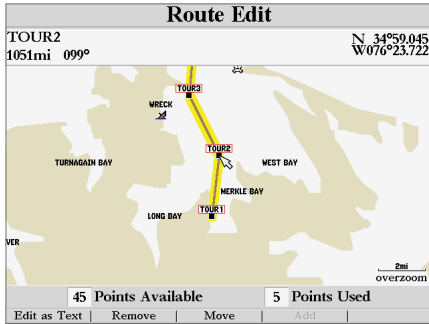 Route Edit
TOUR2
1051mi 099°
N 34°59.045
W076°23.722
TOUR3
WRECK
TOUR2
TURNAGAIN BAY
WEST BAY
MERKLE BAY
TOUR1
LONG BAY
VER
2mi
overzoom
45 Points Available
5 Points Used
Edit as Text
Remove
Move
Add